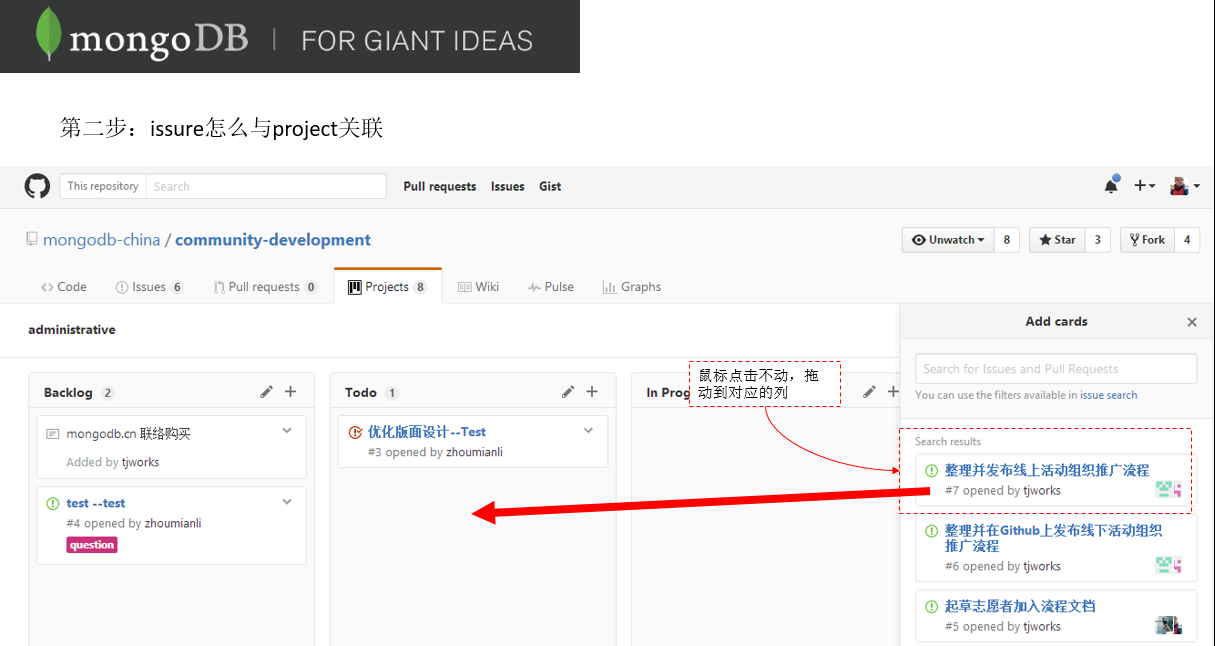 mongoDB | FOR GIANT IDEAS
第二步：issure怎么与project关联
This repository Search Pull requests Issues Gist
mongodb-china / community-development
Unwatch 8 Star 3 Fork 4
Code Issues 6 Pull requests 0 Projects 8 Wiki Pulse Graphs
administrative
Backlog 2
mongodb.cn 联络购买
Added by tjworks
test --test
#4 opened by zhoumianli
question
Todo 1
优化版面设计--Test
#3 opened by zhoumianli
In Prog
鼠标点击不动，拖
动到对应的列
Add cards
Search for Issues and Pull Requests
You can use the filters available in issue search
Search results
整理并发布线上活动组织推广流程
#7 opened by tjworks
整理并在Github上发布线下活动组织
推广流程
#6 opened by tjworks
起草志愿者加入流程文档
#5 opened by tjworks